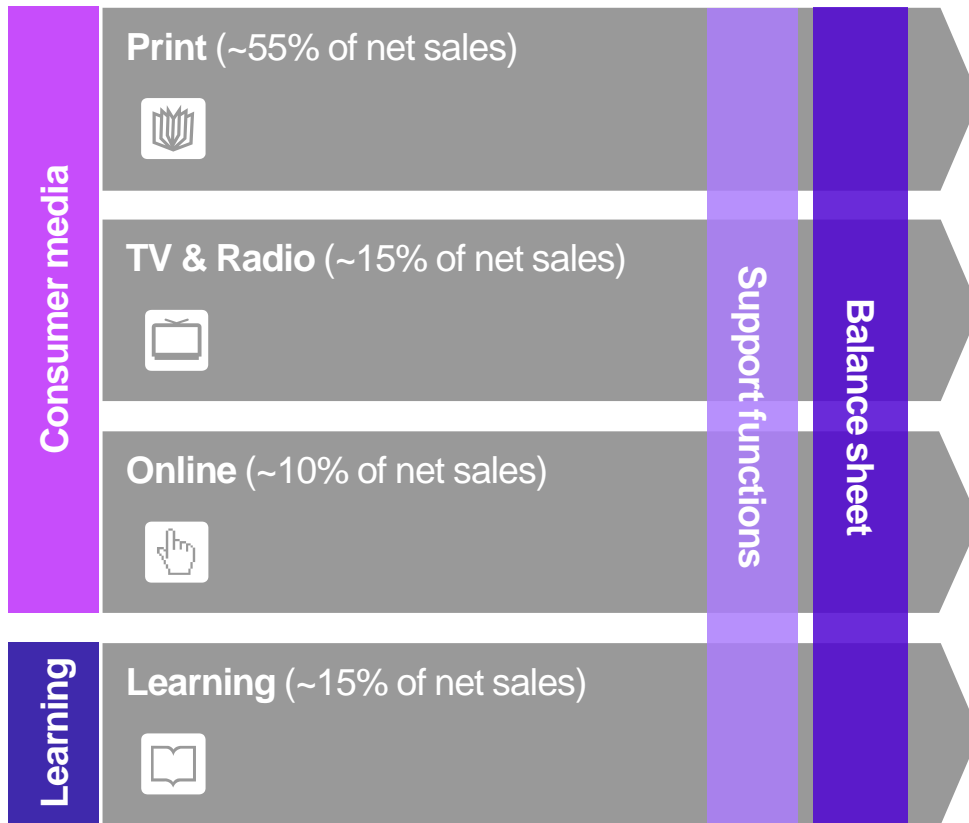 Consumer media
Print (~55% of net sales)
TV & Radio (~15% of net sales)
Online (~10% of net sales)
Learning
Learning (~15% of net sales)
Support functions
Balance sheet